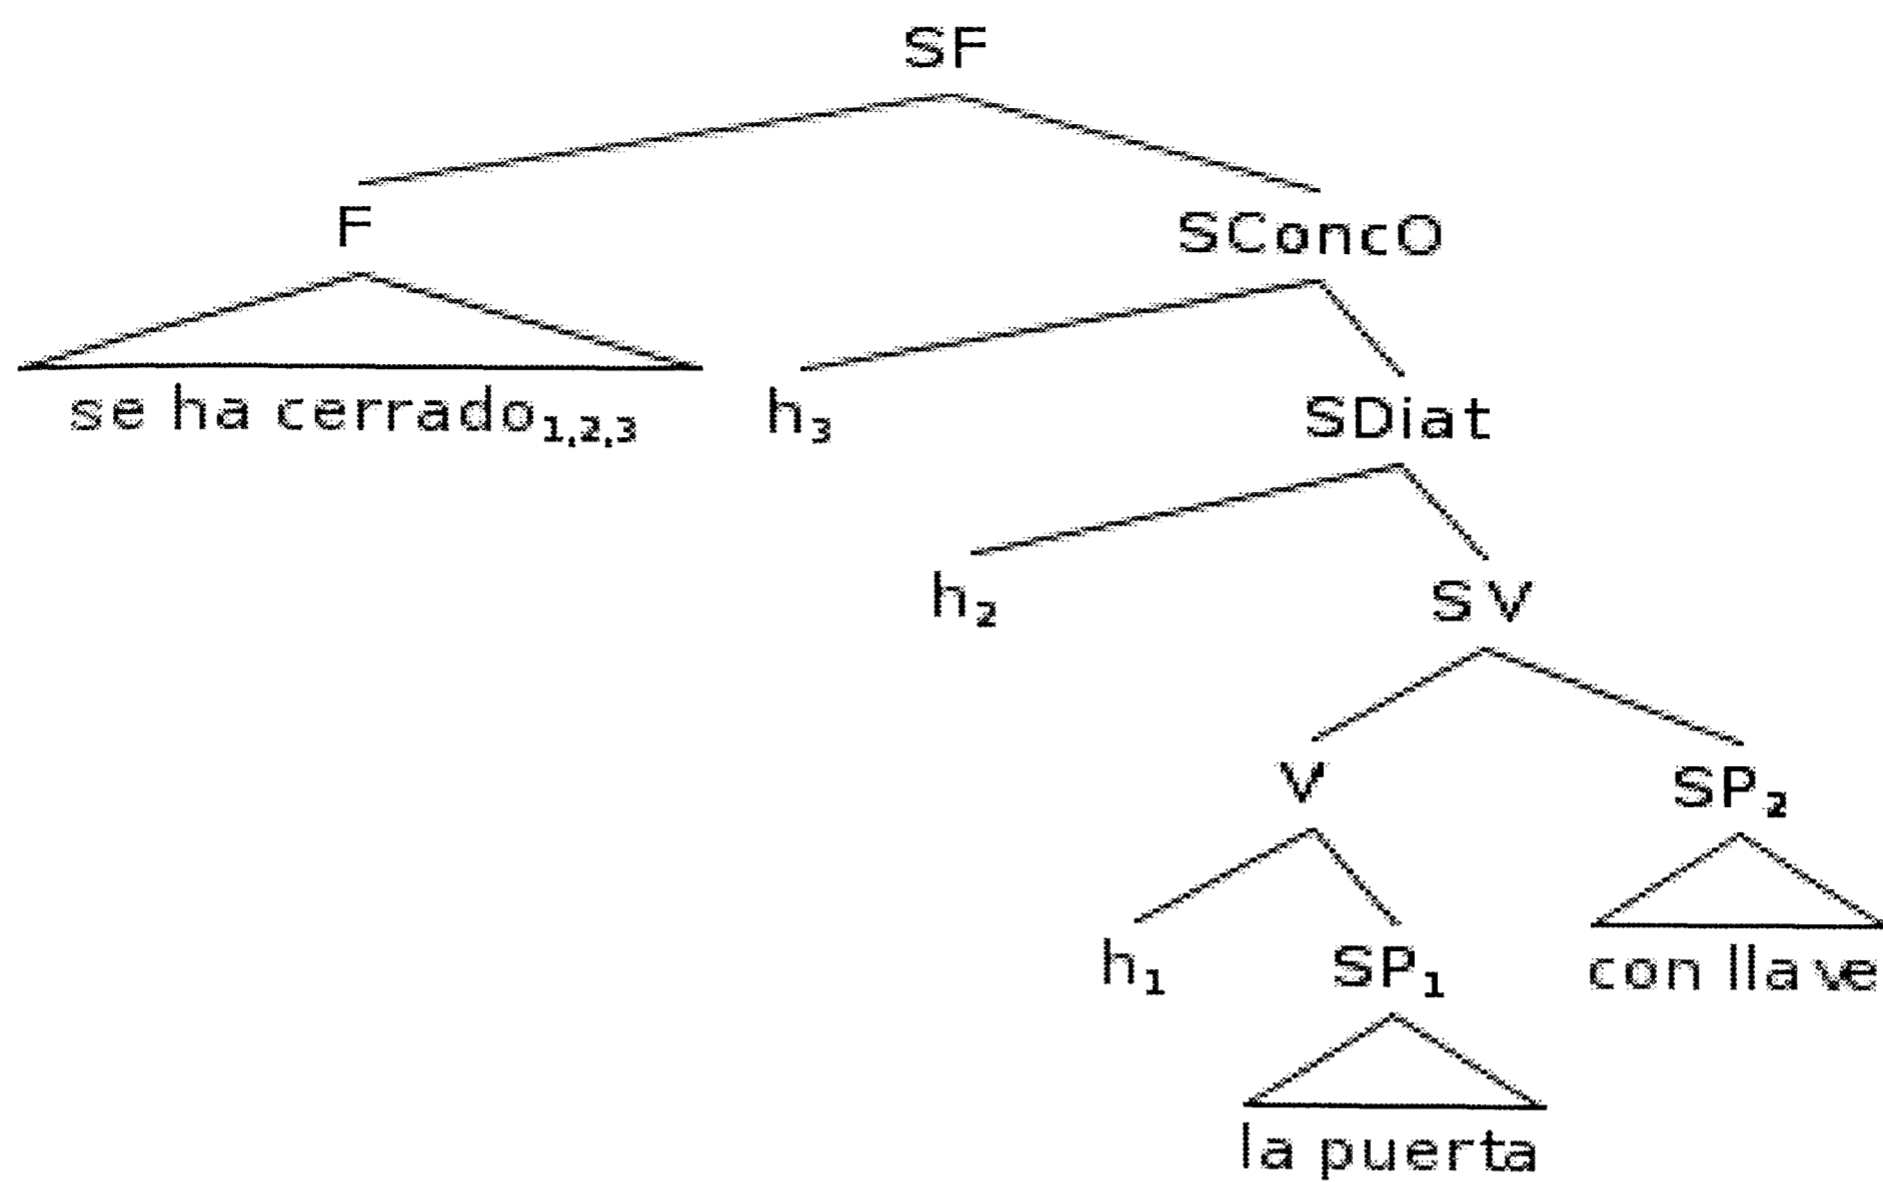 SF
F SConcO
se ha cerrado₁,₂,₃ h₃ SDiat
h₂ SV
V SP₂
h₁ SP₁ con llave
la puerta